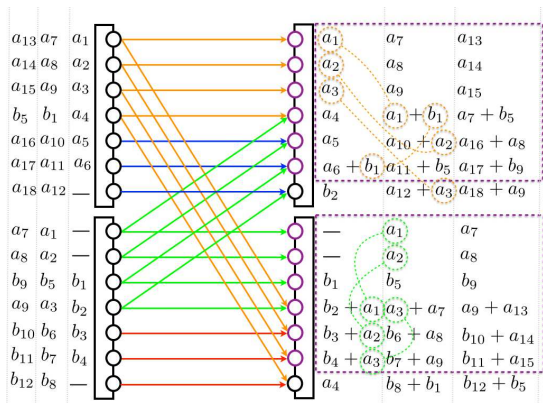 a13 a7 a1 a1 a7 a13
a14 a8 a2 a2 a8 a14
a15 a9 a3 a3 a9 a15
b5 b1 a4 a4 a1 + b1 a7 + b5
a16 a10 a5 a5 a10 + a2 a16 + a8
a17 a11 a6 a6 + b1 a11 + b5 a17 + b9
a18 a12 — b2 a12 + a3 a18 + a9
a7 a1 — — a1 a7
a8 a2 — a2 a8
b9 b5 b1 b1 b5 b9
a9 a3 b2 b2 + a1 a3 + a7 a9 + a13
b10 b6 b3 b3 + a2 b6 + a8 b10 + a14
b11 b7 b4 b4 + a3 b7 + a9 b11 + a15
b12 b8 — a4 b8 + b1 b12 + b5